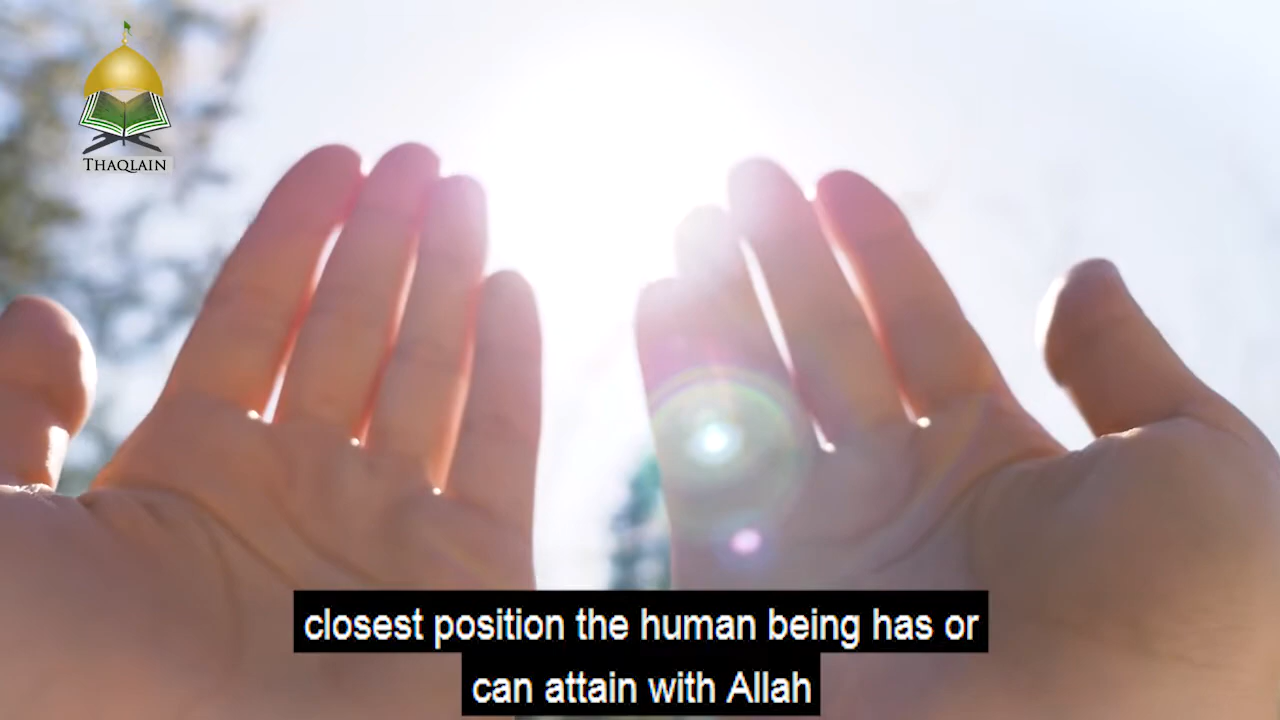 THAQLAIN
closest position the human being has or
can attain with Allah